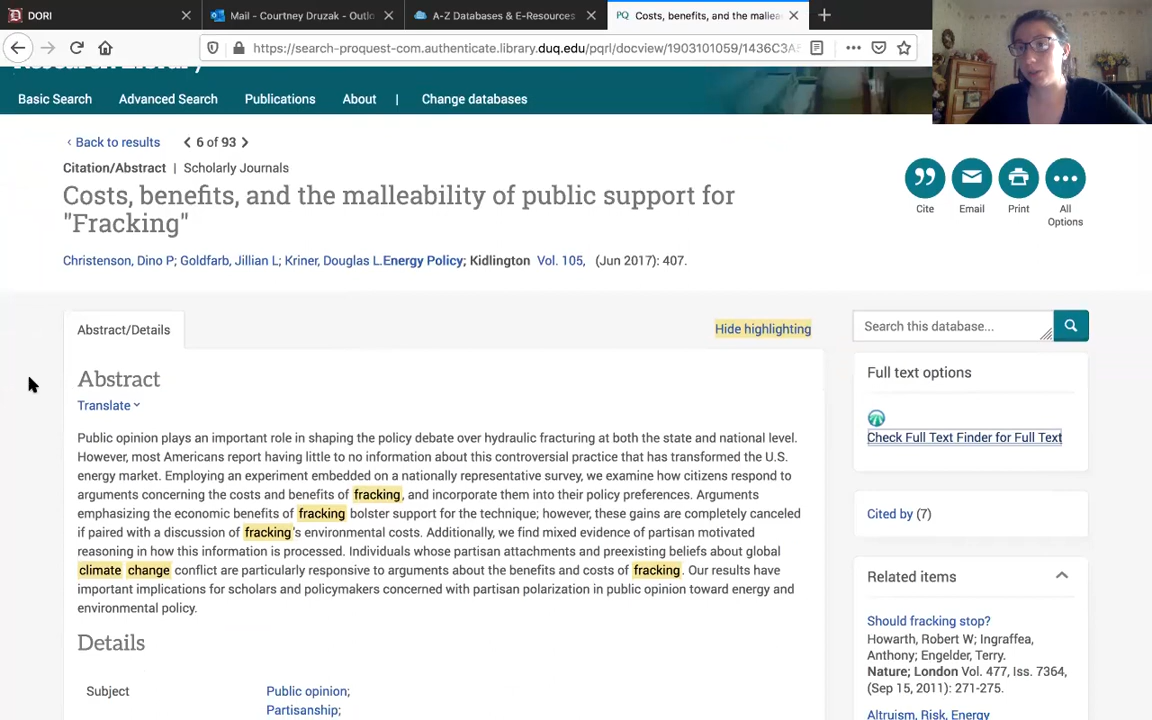 DORI
Mail - Courtney Druzak - Outlo
A-Z Databases & E-Resources
PQ Costs, benefits, and the mallea
https://search-proquest-com.authenticate.library.duq.edu/pqrl/docview/1903101059/1436C3A
Research Library
Basic Search Advanced Search Publications About | Change databases
Back to results 6 of 93
Citation/Abstract | Scholarly Journals
Costs, benefits, and the malleability of public support for
"Fracking"
Cite Email Print All
Options
Christenson, Dino P; Goldfarb, Jillian L; Kriner, Douglas L.Energy Policy; Kidlington Vol. 105, (Jun 2017): 407.
Abstract/Details
Hide highlighting
Abstract
Translate
Public opinion plays an important role in shaping the policy debate over hydraulic fracturing at both the state and national level.
However, most Americans report having little to no information about this controversial practice that has transformed the U.S.
energy market. Employing an experiment embedded on a nationally representative survey, we examine how citizens respond to
arguments concerning the costs and benefits of fracking, and incorporate them into their policy preferences. Arguments
emphasizing the economic benefits of fracking bolster support for the technique; however, these gains are completely canceled
if paired with a discussion of fracking's environmental costs. Additionally, we find mixed evidence of partisan motivated
reasoning in how this information is processed. Individuals whose partisan attachments and preexisting beliefs about global
climate change conflict are particularly responsive to arguments about the benefits and costs of fracking. Our results have
important implications for scholars and policymakers concerned with partisan polarization in public opinion toward energy and
environmental policy.
Details
Subject
Public opinion;
Partisanship;
Search this database...
Full text options
Check Full Text Finder for Full Text
Cited by (7)
Related items
Should fracking stop?
Howarth, Robert W; Ingraffea,
Anthony; Engelder, Terry.
Nature; London Vol. 477, Iss. 7364,
(Sep 15, 2011): 271-275.
Altruism, Risk, Energy